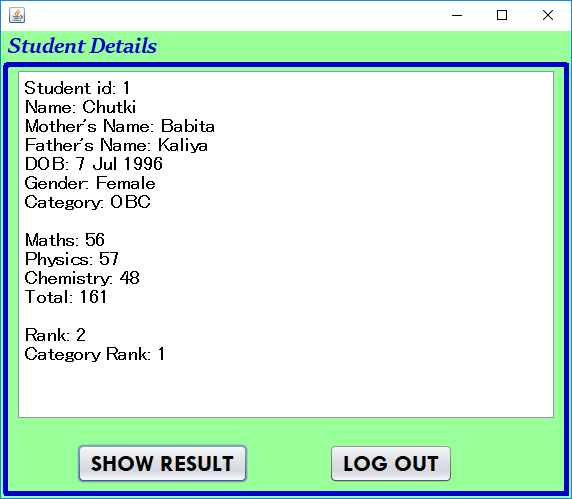 Student Details
Student id: 1
Name: Chutki
Mother's Name: Babita
Father's Name: Kaliya
DOB: 7 Jul 1996
Gender: Female
Category: OBC
Maths: 56
Physics: 57
Chemistry: 48
Total: 161
Rank: 2
Category Rank: 1
SHOW RESULT
LOG OUT